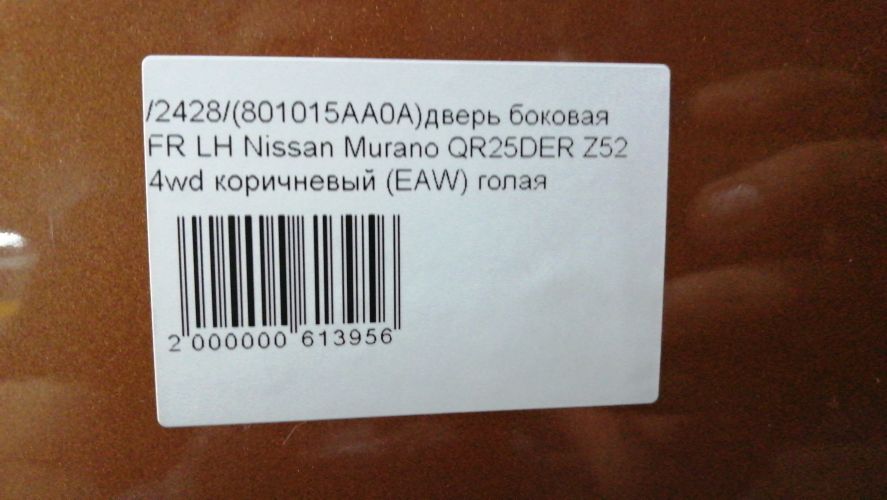 /2428/(801015AA0A)дверь боковая
FR LH Nissan Murano QR25DER Z52
4wd коричневый (EAW) голая
2 000000 613956